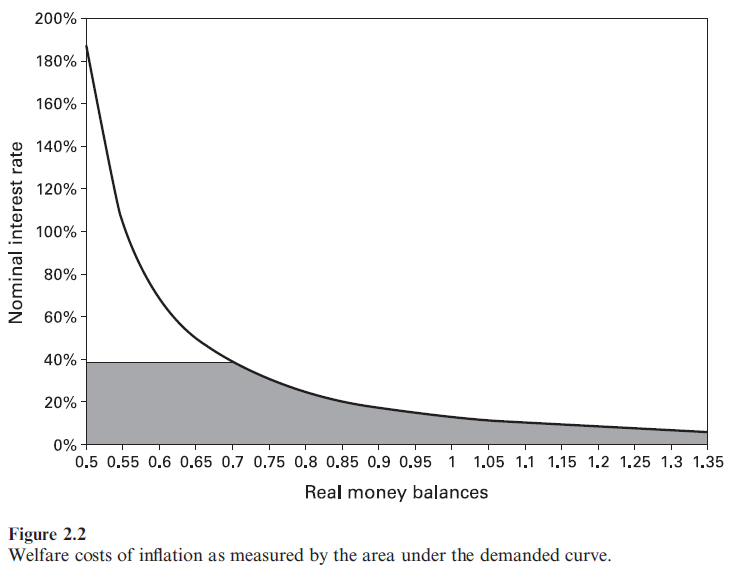 200%
180%
160%
140%
120%
100%
80%
60%
40%
20%
0%
Nominal interest rate
0.5 0.55 0.6 0.65 0.7 0.75 0.8 0.85 0.9 0.95 1 1.05 1.1 1.15 1.2 1.25 1.3 1.35
Real money balances
Figure 2.2
Welfare costs of inflation as measured by the area under the demanded curve.